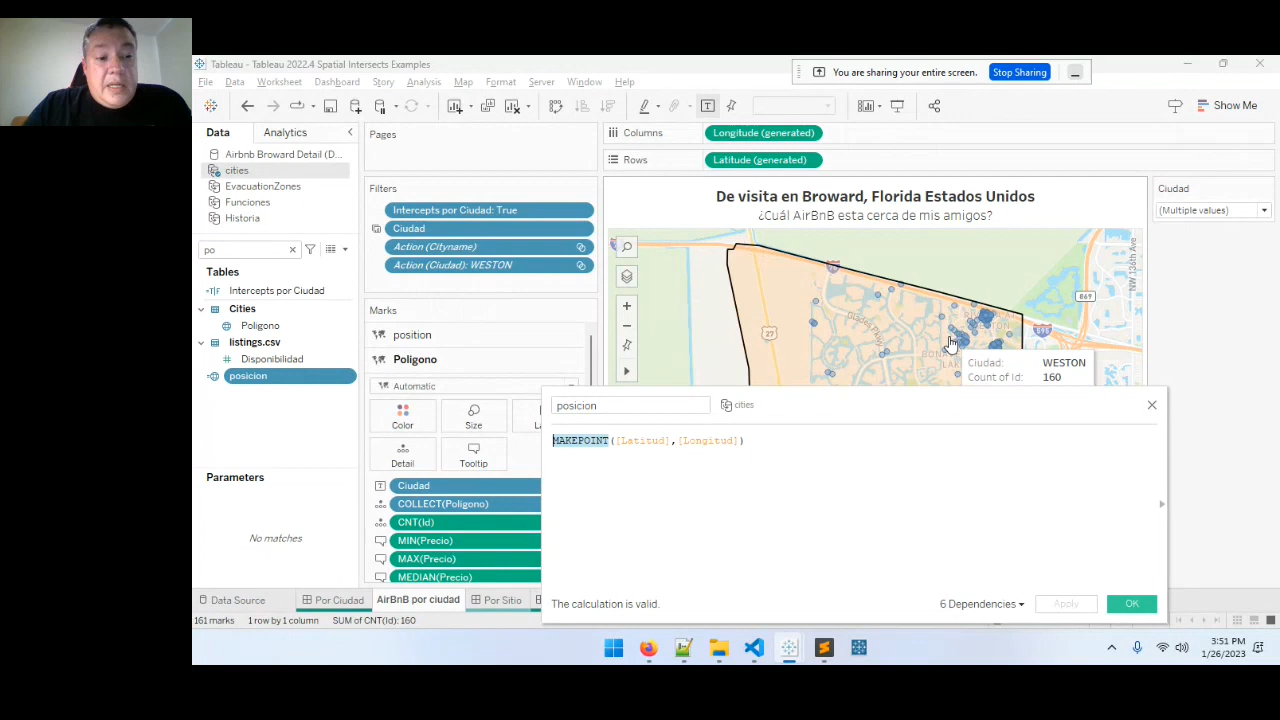 Tableau - Tableau 2022.4 Spatial Intersects Examples
You are sharing your entire screen.
Stop Sharing
File Data Worksheet Dashboard Story Analysis Map Format Server Window Help
Show Me
Data Analytics
Airbnb Broward Detail (D...
cities
EvacuationZones
Funciones
Historia
po
Tables
Intercepts por Ciudad
Cities
Poligono
listings.csv
Disponibilidad
posicion
Parameters
No matches
Pages
Filters
Intercepts por Ciudad: True
Ciudad
Action (Cityname)
Action (Ciudad): WESTON
Marks
position
Poligono
Automatic
Color Size
Detail Tooltip
Ciudad
COLLECT(Poligono)
CNT(Id)
MIN(Precio)
MAX(Precio)
MEDIAN(Precio)
Columns Longitude (generated)
Rows Latitude (generated)
De visita en Broward, Florida Estados Unidos
¿Cuál AirBnB esta cerca de mis amigos?
Ciudad
(Multiple values)
NW 136th Ave
869
27
Glades Pkwy
Ciudad: WESTON
Count of Id: 160
posicion cities
MAKEPOINT([Latitud],[Longitud])
The calculation is valid.
6 Dependencies
Apply
OK
Data Source Por Ciudad AirBnB por ciudad Por Sitio
161 marks 1 row by 1 column SUM of CNT(Id): 160
3:51 PM
1/26/2023